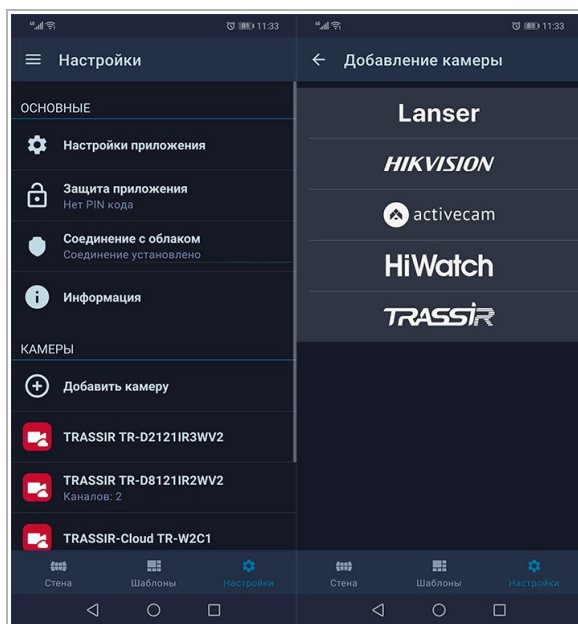 11:33
Настройки
ОСНОВНЫЕ
Настройки приложения
Защита приложения
Нет PIN кода
Соединение с облаком
Соединение установлено
Информация
КАМЕРЫ
Добавить камеру
TRASSIR TR-D2121IR3WV2
TRASSIR TR-D8121IR2WV2
Каналов: 2
TRASSIR-Cloud TR-W2C1
Стена Шаблоны Настройки
11:33
Добавление камеры
Lanser
HIKVISION
activecam
HiWatch
TRASSIR
Стена Шаблоны Настройки